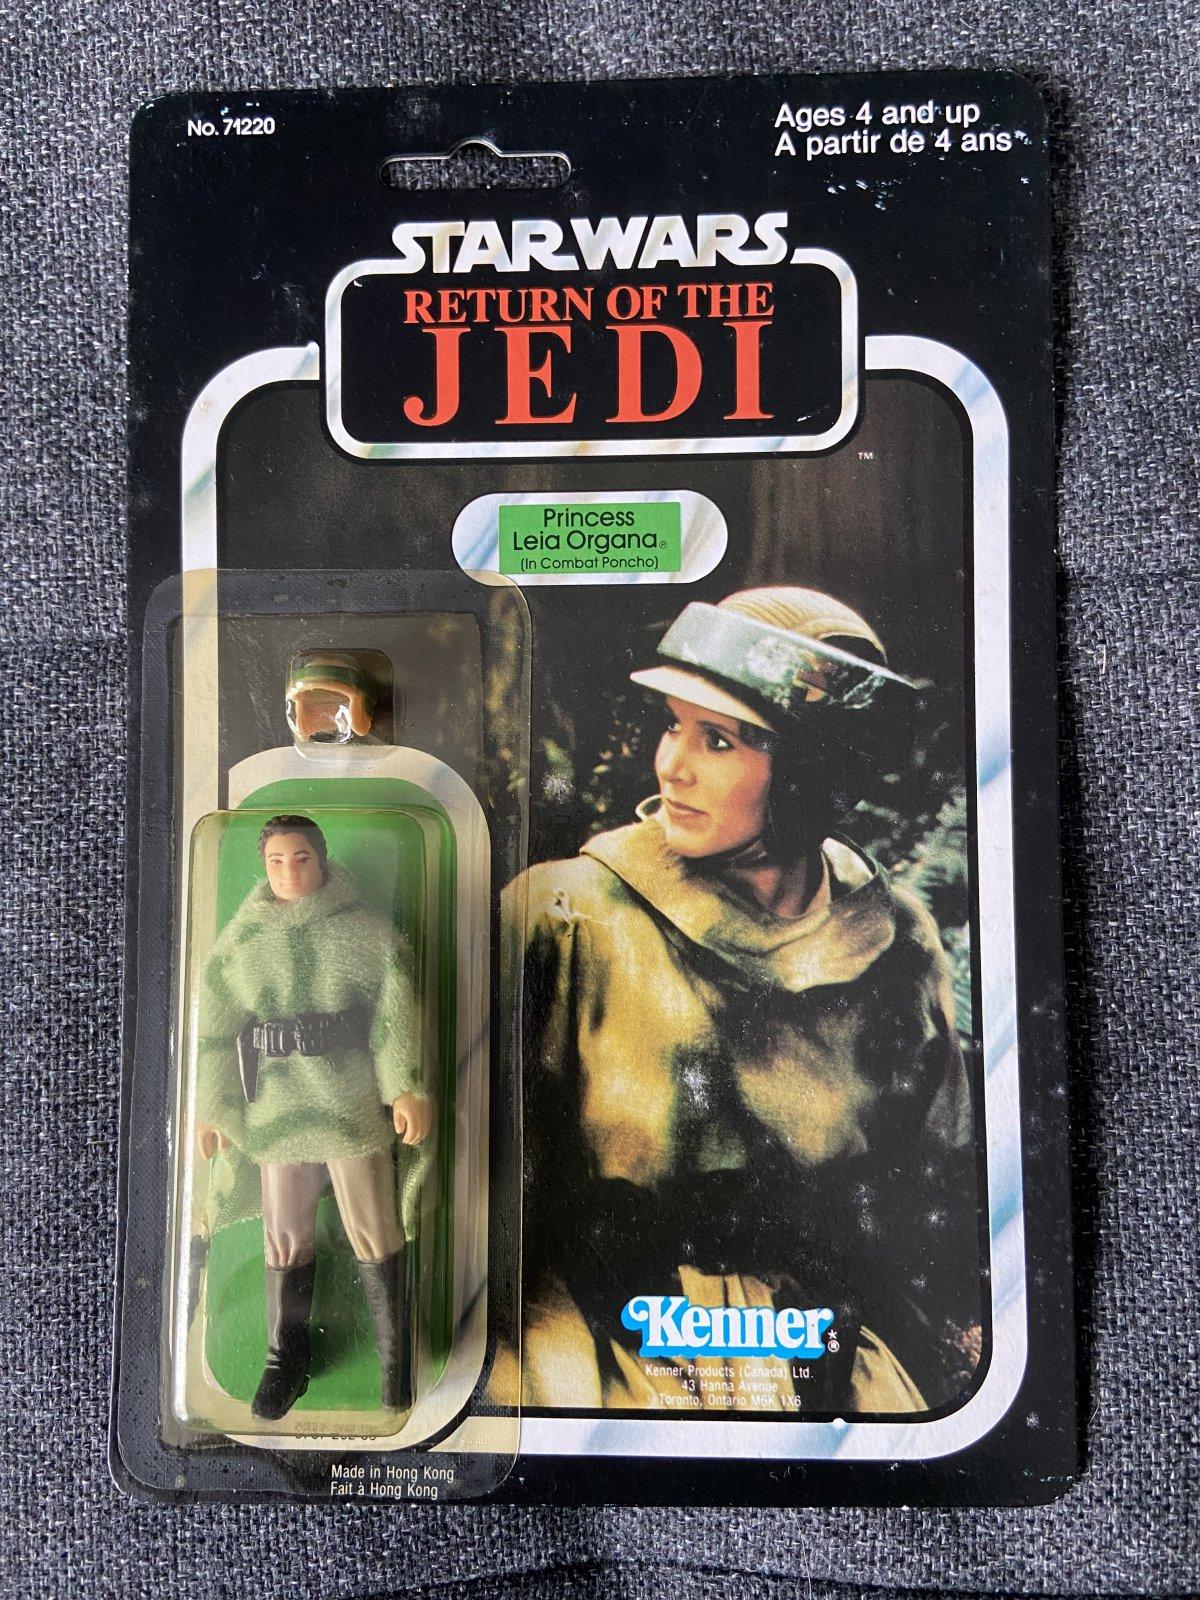 No. 71220
Ages 4 and up
A partir de 4 ans
STAR WARS
RETURN OF THE
JEDI
TM
Princess
Leia Organa®
(In Combat Poncho)
Kenner®
Kenner Products (Canada) Ltd.
43 Hanna Avenue
Toronto, Ontario M6K 1X6
Made in Hong Kong
Fait à Hong Kong